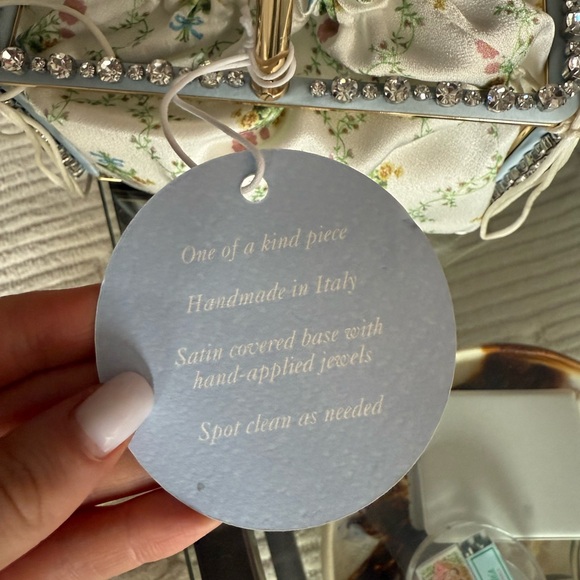 One of a kind piece
Handmade in Italy
Satin covered base with
hand-applied jewels
Spot clean as needed